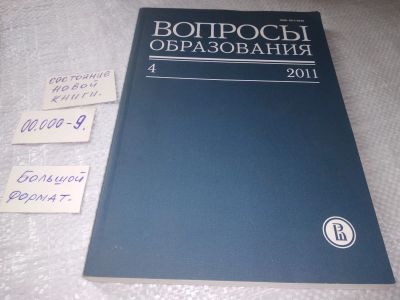 ВОПРОСЫ
ОБРАЗОВАНИЯ
4 2011
СОСТОЯНИЕ
НОВОЙ
КНИГИ.
00.000-9.
БОЛЬШОЙ
ФОРМАТ.